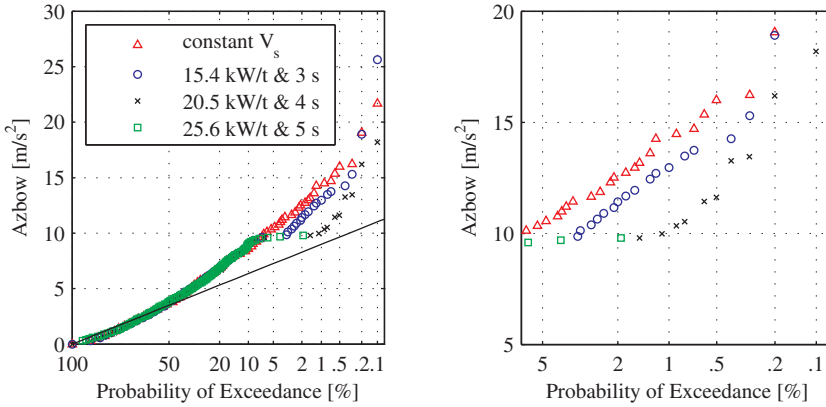 30
25
20
15
10
5
0
Azbow [m/s²]
constant Vₛ
15.4 kW/t & 3 s
20.5 kW/t & 4 s
25.6 kW/t & 5 s
100 50 20 10 5 2 1 .5 .2 .1
Probability of Exceedance [%]
20
15
10
5
Azbow [m/s²]
5 2 1 .5 .2 .1
Probability of Exceedance [%]